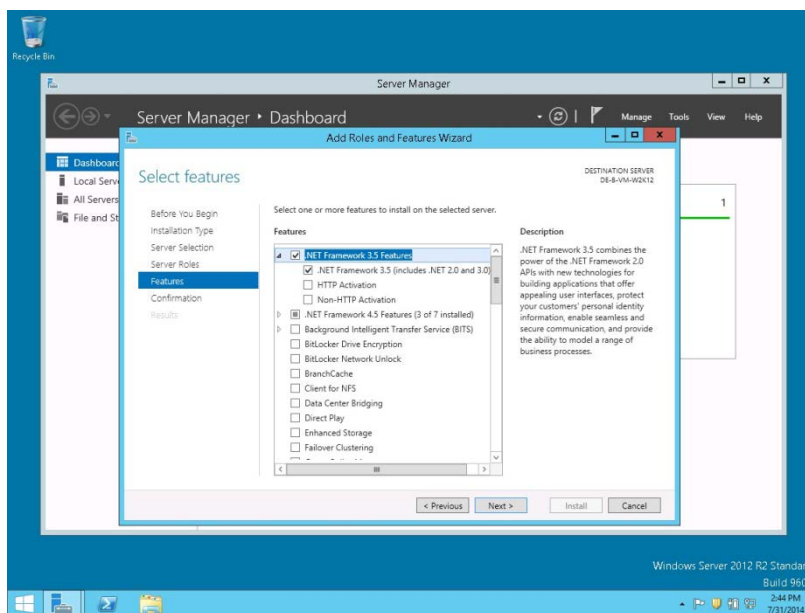 Recycle Bin
Server Manager
Server Manager • Dashboard
Manage Tools View Help
Add Roles and Features Wizard
Dashboard
Local Serv
All Servers
File and St
1
Select features
DESTINATION SERVER
DE-B-VM-W2K12
Before You Begin
Installation Type
Server Selection
Server Roles
Features
Confirmation
Results
Select one or more features to install on the selected server.
Features
.NET Framework 3.5 Features
.NET Framework 3.5 (includes .NET 2.0 and 3.0)
HTTP Activation
Non-HTTP Activation
.NET Framework 4.5 Features (3 of 7 installed)
Background Intelligent Transfer Service (BITS)
BitLocker Drive Encryption
BitLocker Network Unlock
BranchCache
Client for NFS
Data Center Bridging
Direct Play
Enhanced Storage
Failover Clustering
Description
.NET Framework 3.5 combines the
power of the .NET Framework 2.0
APIs with new technologies for
building applications that offer
appealing user interfaces, protect
your customers' personal identity
information, enable seamless and
secure communication, and provide
the ability to model a range of
business processes.
< Previous Next > Install Cancel
Windows Server 2012 R2 Standar
Build 960
2:44 PM
7/31/2014